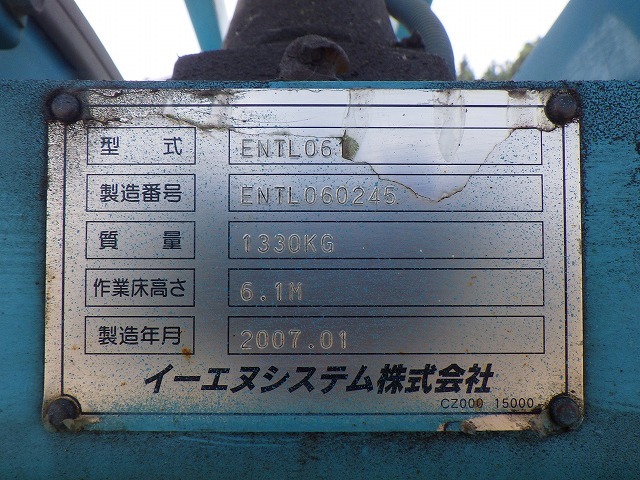 型 式 ENTL061
製造番号 ENTL060245
質 量 1330KG
作業床高さ 6.1M
製造年月 2007.01
イーエヌシステム株式会社
CZ000 15000